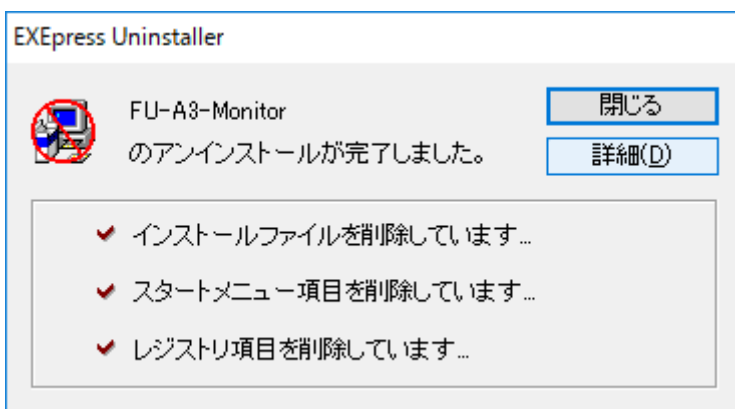 EXEpress Uninstaller
FU-A3-Monitor
のアンインストールが完了しました。
閉じる
詳細(D)
インストールファイルを削除しています...
スタートメニュー項目を削除しています...
レジストリ項目を削除しています...